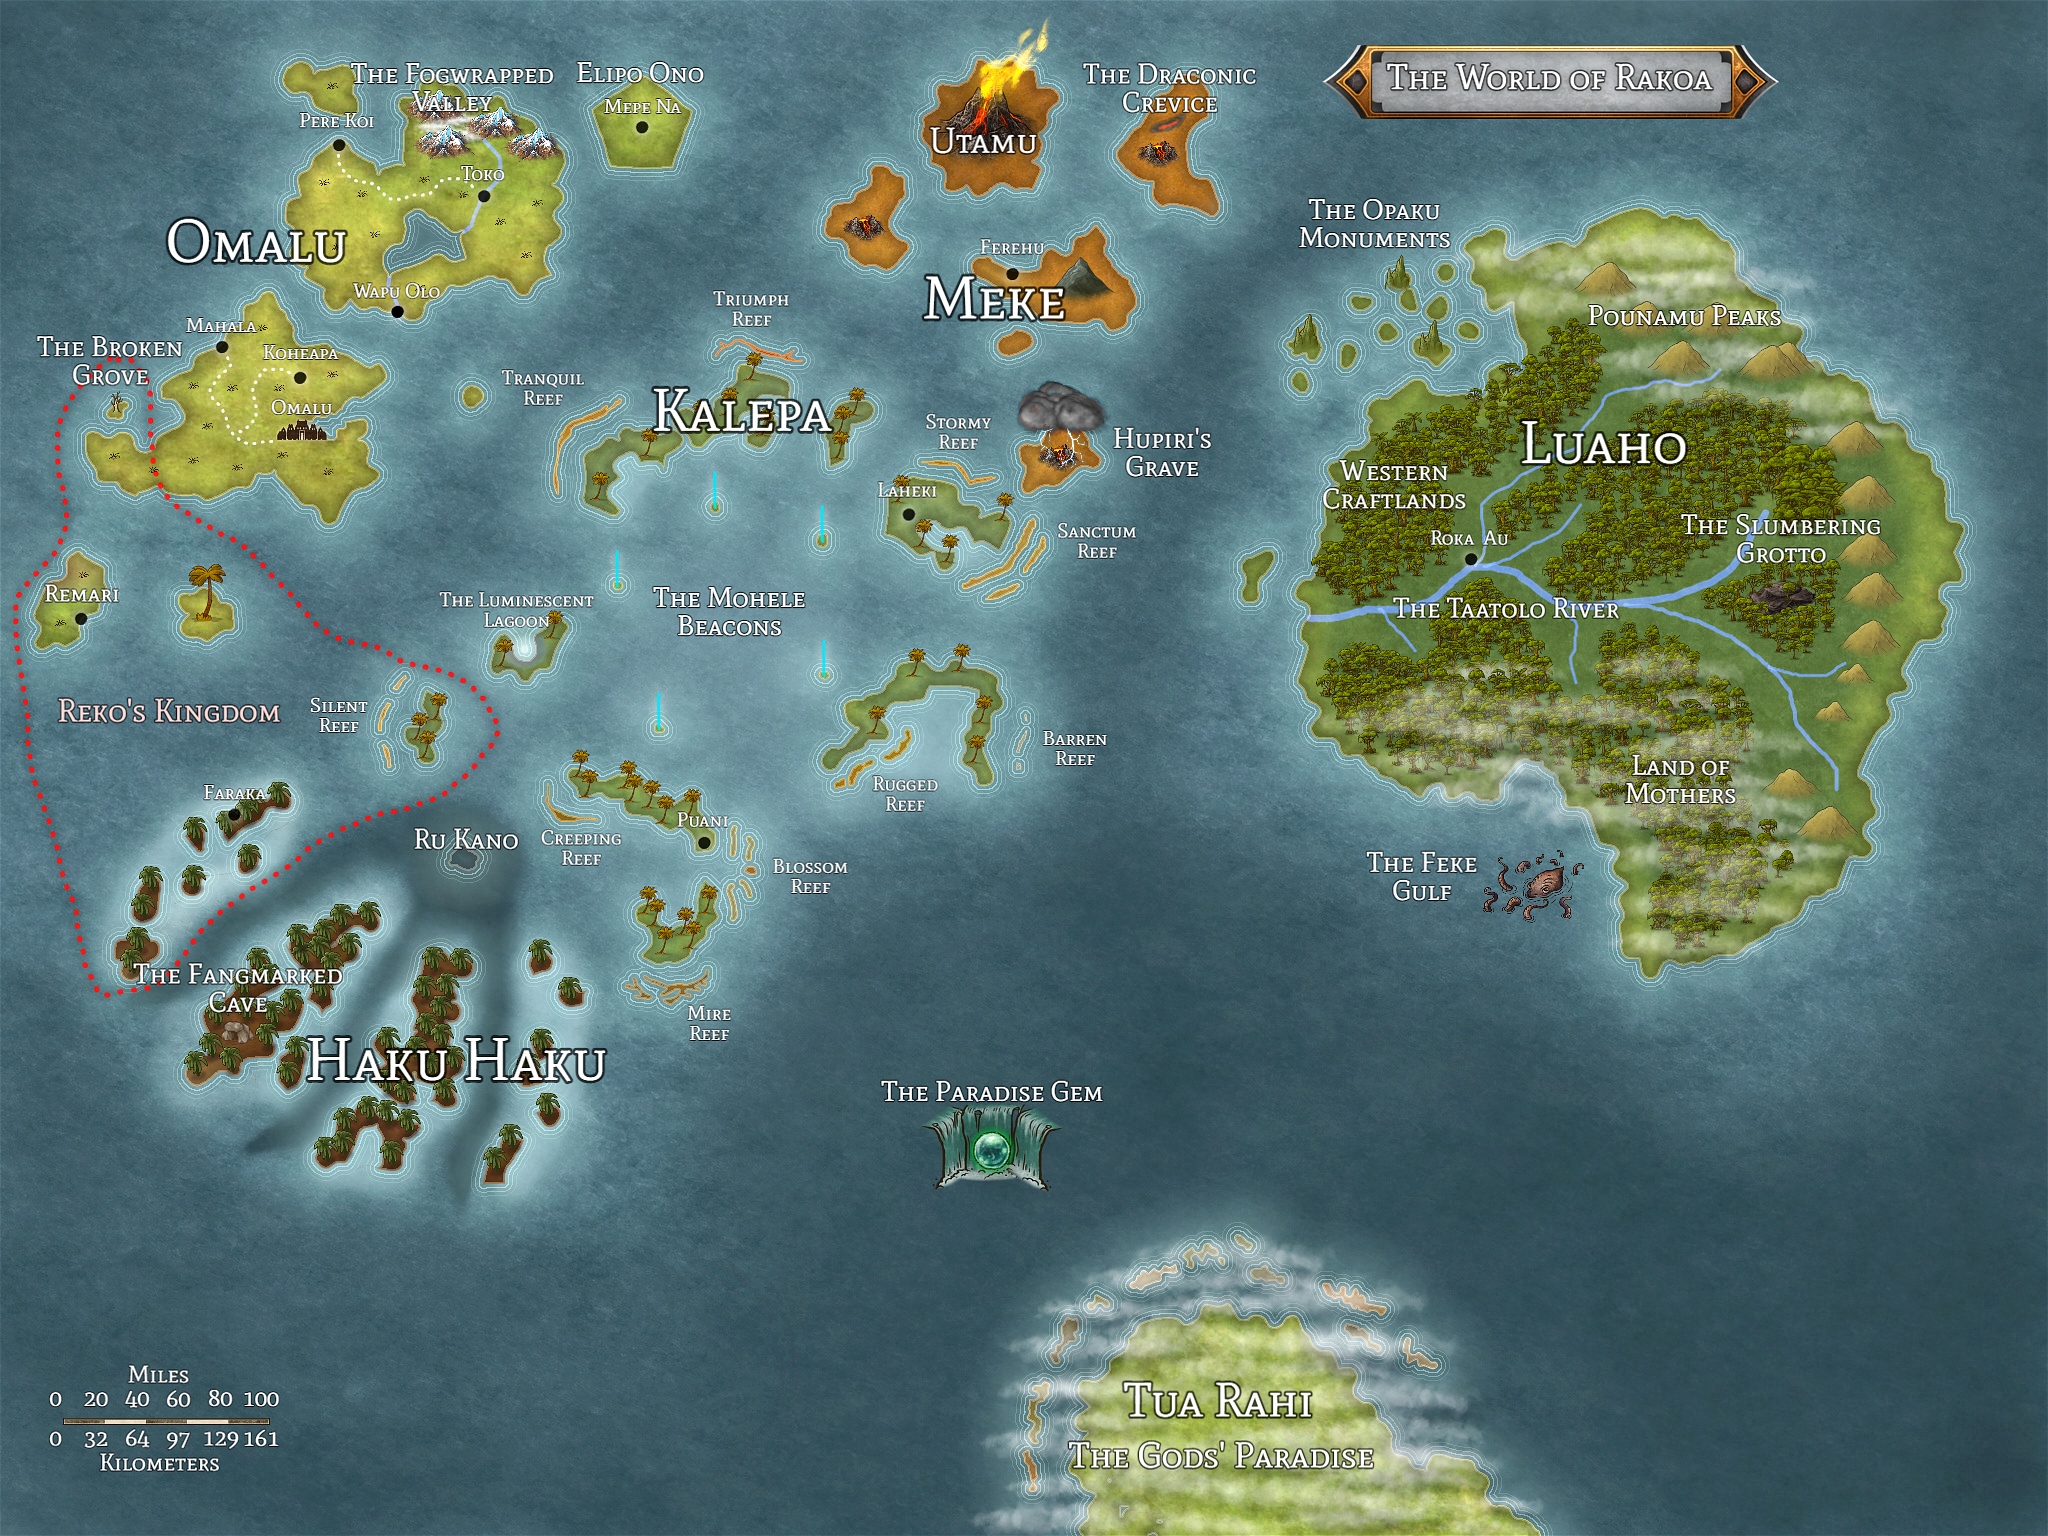 The World of Rakoa
The Fogwrapped
Valley
Elipo Ono
Mepe Na
Pere Koi
Toko
Omalu
Wapu Olo
Utamu
The Draconic
Crevice
Ferehu
Meke
The Opaku
Monuments
Pounamu Peaks
Luaho
Western
Craftlands
Roka Au
The Slumbering
Grotto
The Taatolo River
Land of
Mothers
The Feke
Gulf
The Broken
Grove
Mahala
Koheapa
Omalu
Triumph
Reef
Tranquil
Reef
Kalepa
Stormy
Reef
Hupiri's
Grave
Laheki
Sanctum
Reef
The Mohele
Beacons
The Luminescent
Lagoon
Remari
Reko's Kingdom
Silent
Reef
Barren
Reef
Rugged
Reef
Faraka
Ru Kano
Creeping
Reef
Puani
Blossom
Reef
Mire
Reef
The Fangmarked
Cave
Haku Haku
The Paradise Gem
Tua Rahi
The Gods' Paradise
Miles
0 20 40 60 80 100
0 32 64 97 129 161
Kilometers